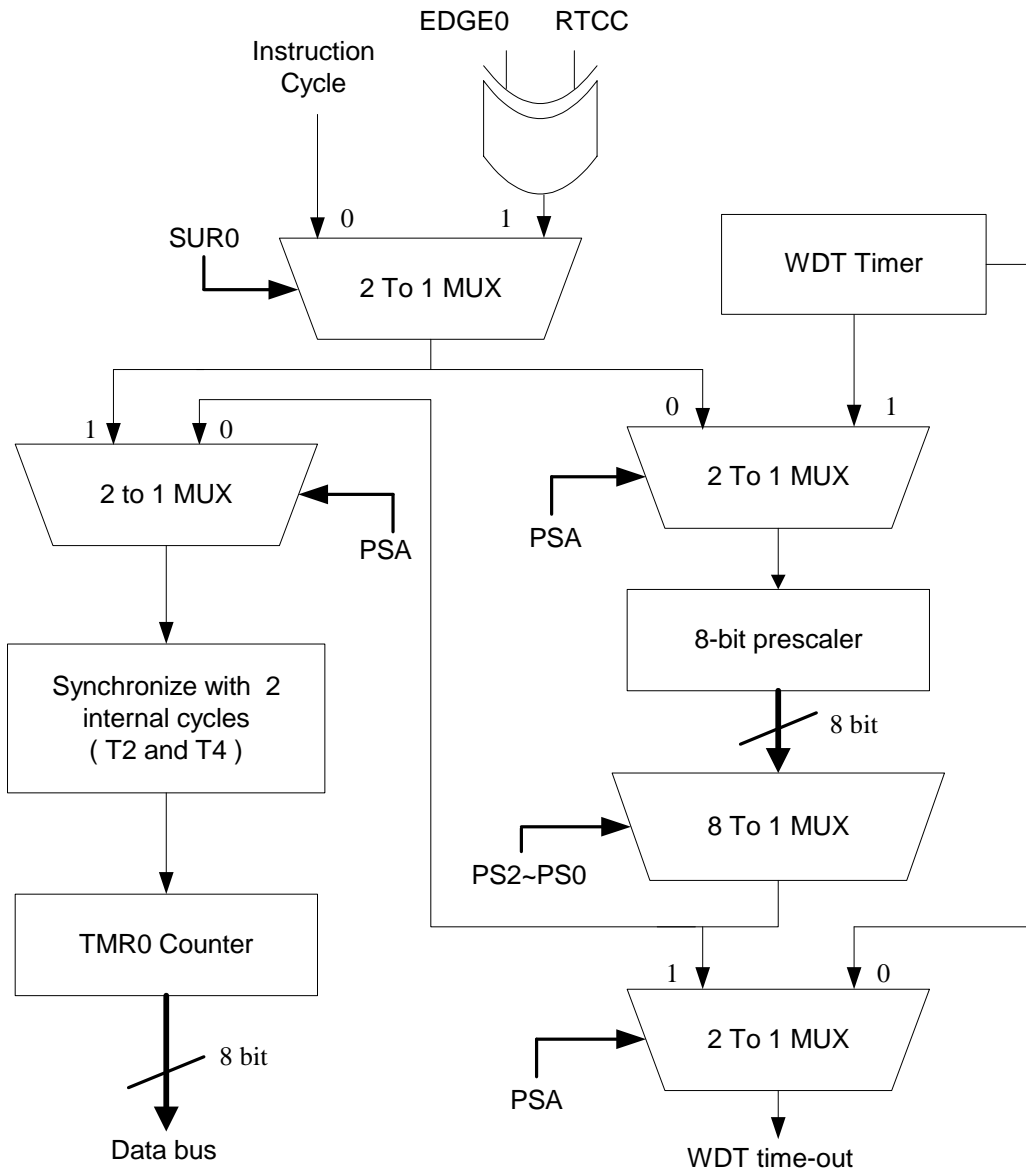 EDGE0 RTCC
Instruction
Cycle
0 1
SUR0
2 To 1 MUX
WDT Timer
1 0
0 1
2 to 1 MUX
PSA
2 To 1 MUX
PSA
8-bit prescaler
Synchronize with 2
internal cycles
( T2 and T4 )
8 bit
8 To 1 MUX
PS2~PS0
TMR0 Counter
1 0
2 To 1 MUX
PSA
8 bit
Data bus
WDT time-out